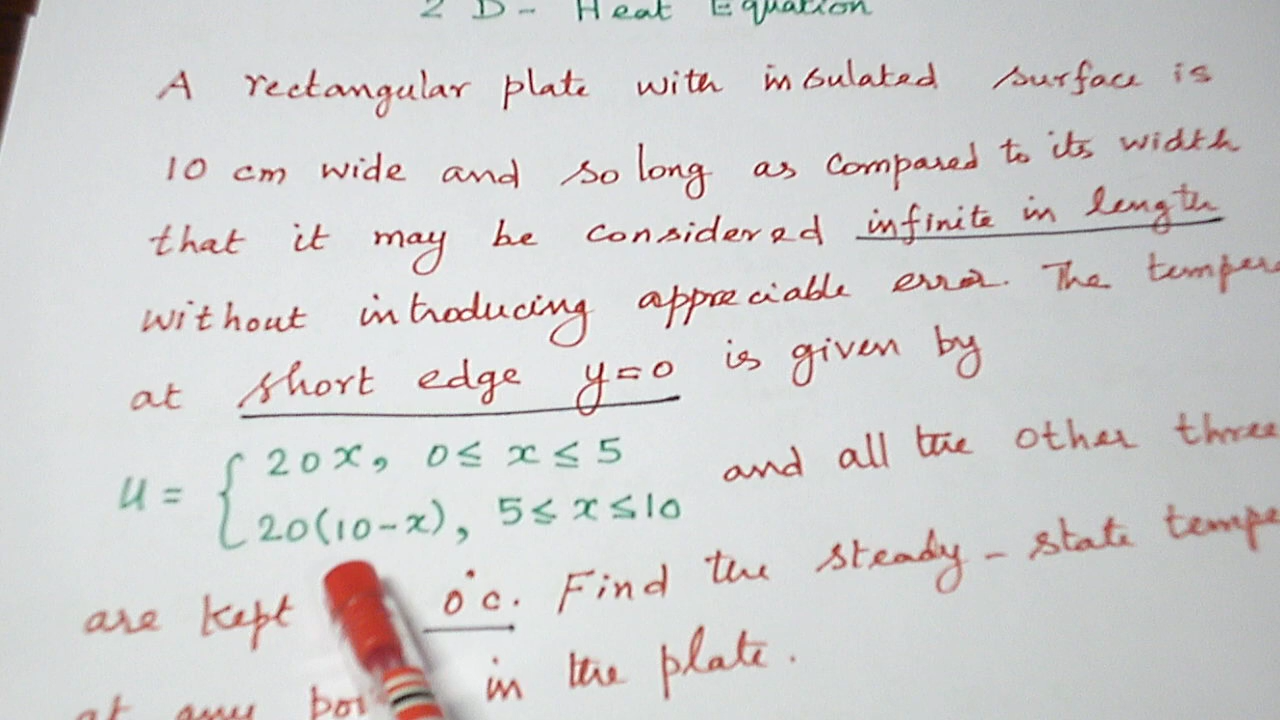 2 D - Heat Equation
A rectangular plate with insulated surface is
10 cm wide and so long as compared to its width
that it may be considered infinite in length
without introducing appreciable error. The temper
at short edge y=0 is given by
u = { 20x, 0 ≤ x ≤ 5
20(10-x), 5 ≤ x ≤ 10 and all the other three
are kept 0°c. Find the steady - state tempe
at any poi in the plate.